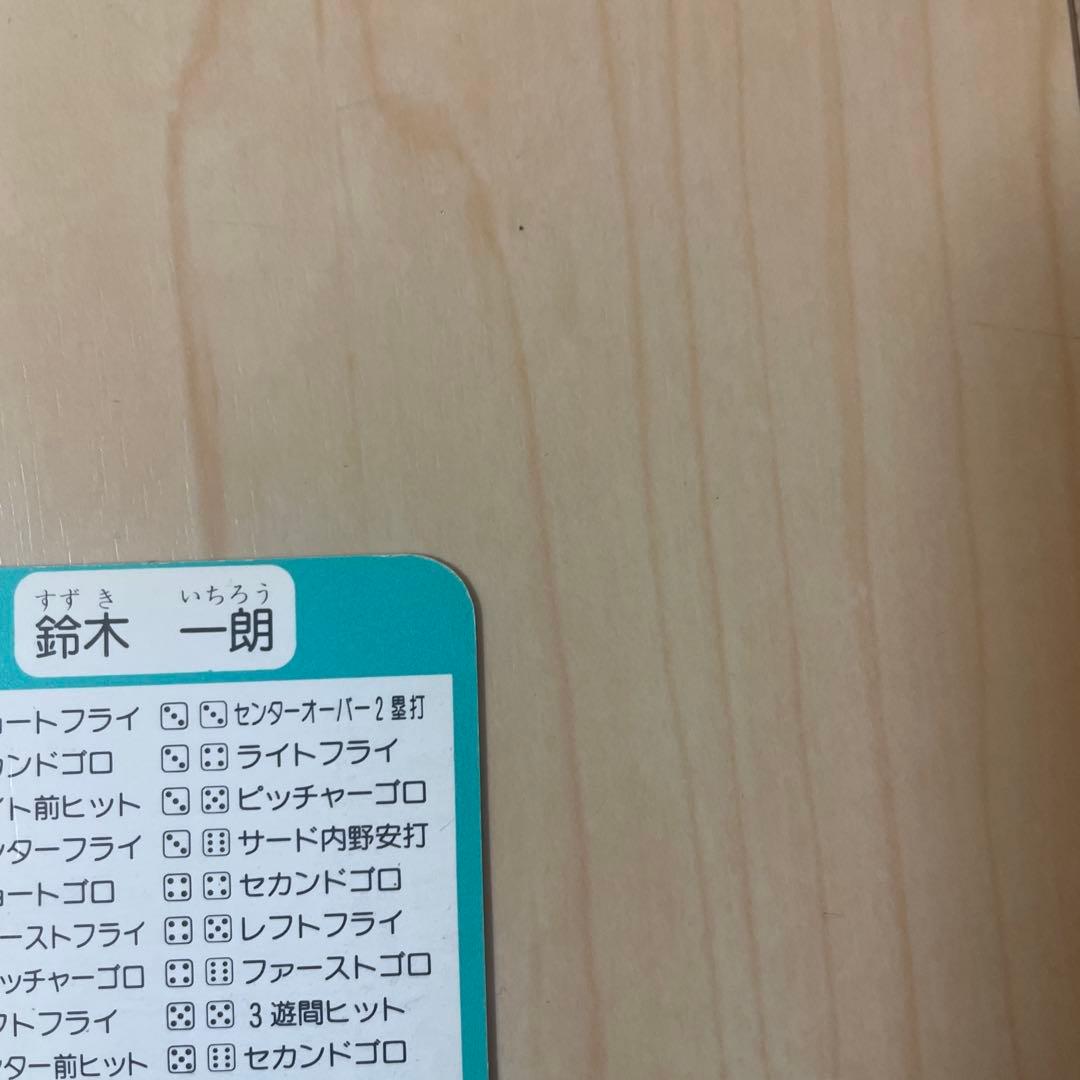 すずき いちろう
鈴木 一朗
ョートフライ ⚂⚂センターオーバー2塁打
カンドゴロ ⚂⚃ライトフライ
イト前ヒット ⚂⚄ピッチャーゴロ
ンターフライ ⚂⚅サード内野安打
ョートゴロ ⚃⚃セカンドゴロ
ーストフライ ⚃⚄レフトフライ
ッチャーゴロ ⚃⚅ファーストゴロ
フトフライ ⚄⚄3遊間ヒット
ンター前ヒット ⚄⚅セカンドゴロ